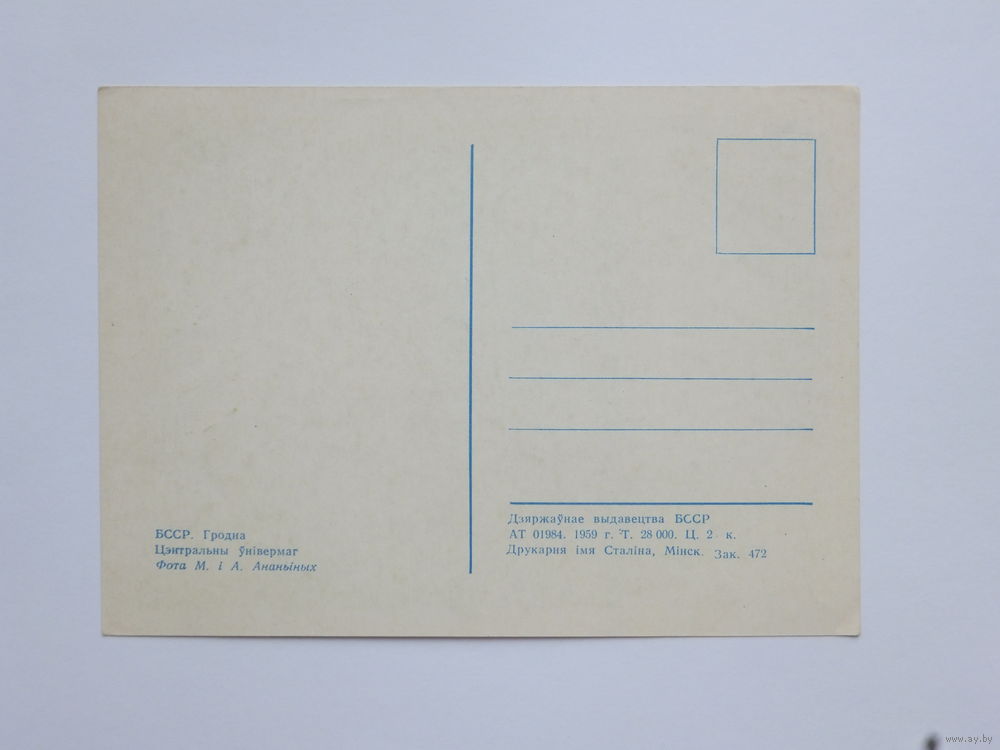 БССР. Гродна
Цэнтральны ўнівермаг
Фота М. і А. Ананьіных
Дзяржаўнае выдавецтва БССР
АТ 01984. 1959 г. Т. 28 000. Ц. 2 к.
Друкарня імя Сталіна, Мінск. Зак. 472
www.ay.by